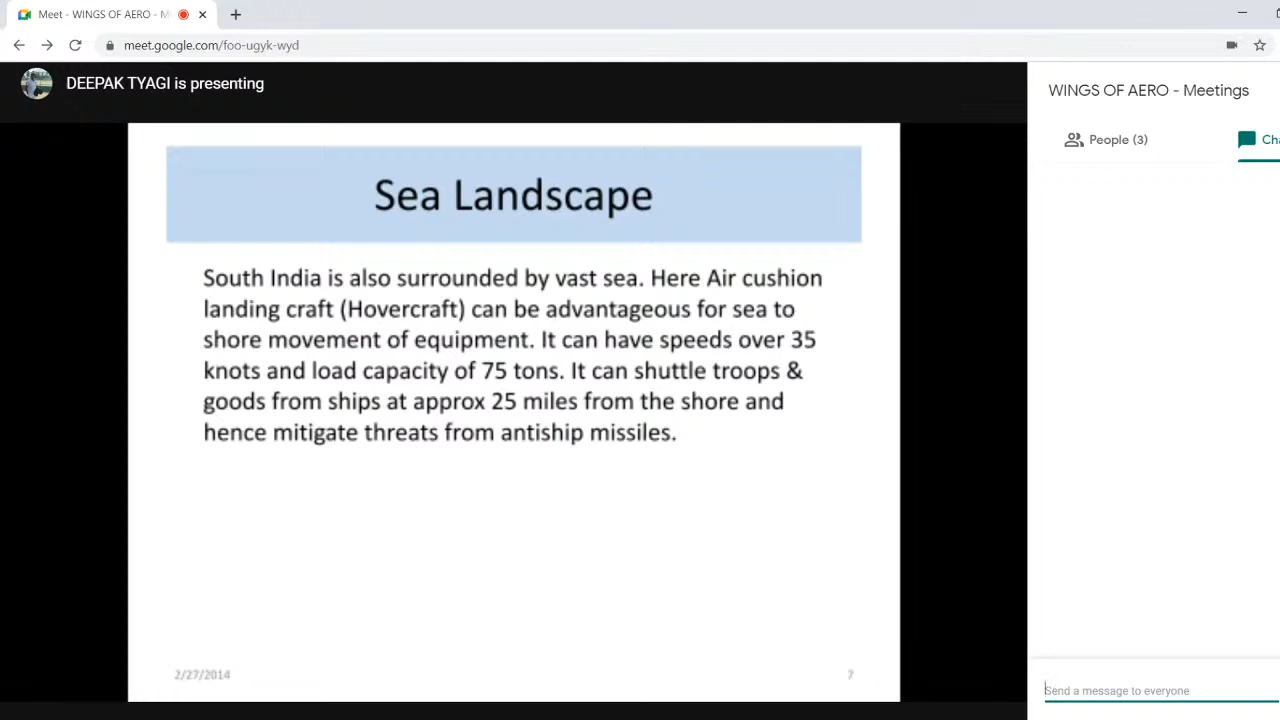 Meet - WINGS OF AERO - M
meet.google.com/foo-ugyk-wyd
DEEPAK TYAGI is presenting
WINGS OF AERO - Meetings
People (3)
Cha
Sea Landscape
South India is also surrounded by vast sea. Here Air cushion
landing craft (Hovercraft) can be advantageous for sea to
shore movement of equipment. It can have speeds over 35
knots and load capacity of 75 tons. It can shuttle troops &
goods from ships at approx 25 miles from the shore and
hence mitigate threats from antiship missiles.
2/27/2014
7
Send a message to everyone